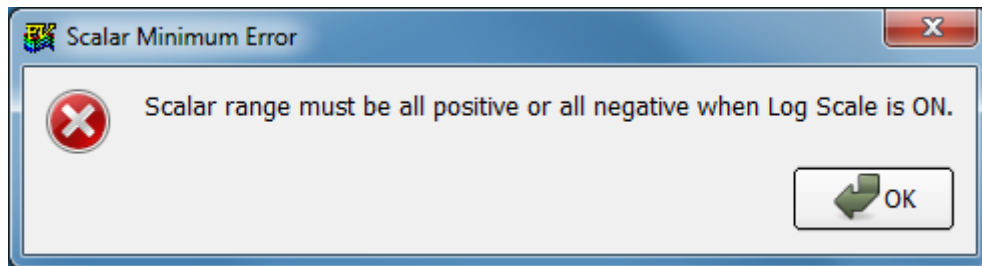 Scalar Minimum Error
Scalar range must be all positive or all negative when Log Scale is ON.
OK